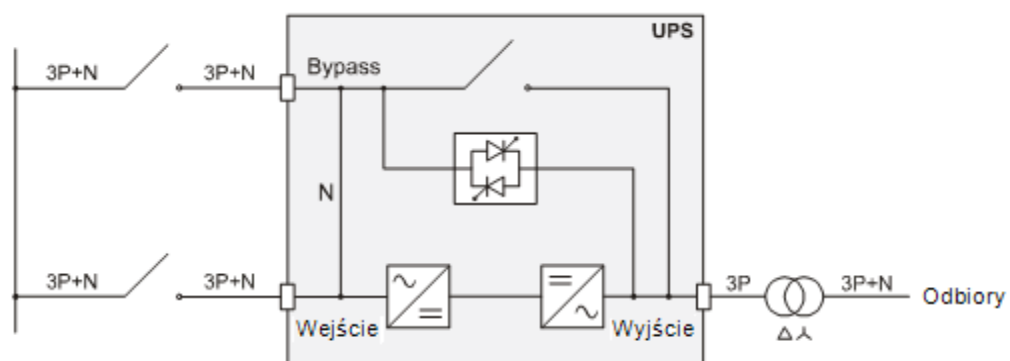 UPS
3P+N
3P+N
Bypass
N
3P+N
3P+N
3P
3P+N
Odbiory
Wejście
Wyjście